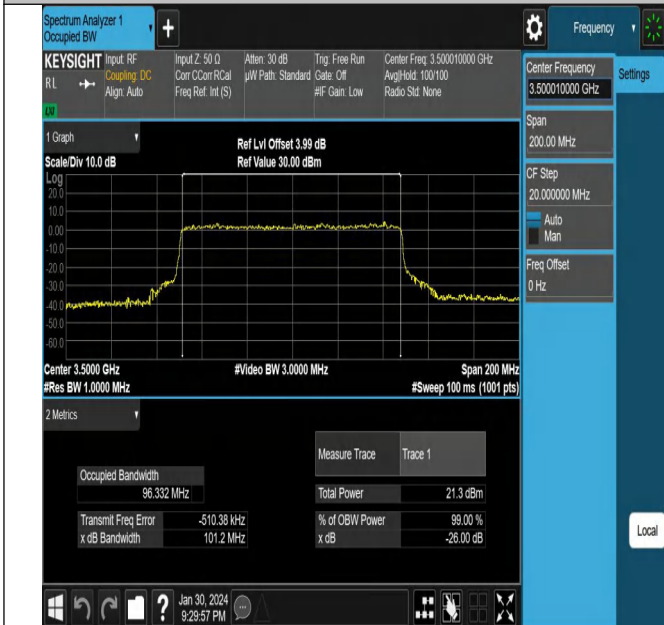 Spectrum Analyzer 1
Occupied BW
Frequency
KEYSIGHT
RL
LXI
Input: RF
Coupling: DC
Align: Auto
Input Z: 50 Ω
Corr CCorr RCal
Freq Ref: Int (S)
Atten: 30 dB
µW Path: Standard
Trig: Free Run
Gate: Off
#IF Gain: Low
Center Freq: 3.500010000 GHz
Avg|Hold: 100/100
Radio Std: None
Center Frequency
3.500010000 GHz
Settings
Span
200.00 MHz
CF Step
20.000000 MHz
Auto
Man
Freq Offset
0 Hz
Local
1 Graph
Scale/Div 10.0 dB
Ref Lvl Offset 3.99 dB
Ref Value 30.00 dBm
Log
20.0
10.0
0.00
-10.0
-20.0
-30.0
-40.0
-50.0
-60.0
Center 3.5000 GHz
#Video BW 3.0000 MHz
Span 200 MHz
#Res BW 1.0000 MHz
#Sweep 100 ms (1001 pts)
2 Metrics
Measure Trace Trace 1
Occupied Bandwidth
96.332 MHz
Total Power 21.3 dBm
Transmit Freq Error -510.38 kHz
% of OBW Power 99.00 %
x dB Bandwidth 101.2 MHz
x dB -26.00 dB
?
Jan 30, 2024
9:29:57 PM